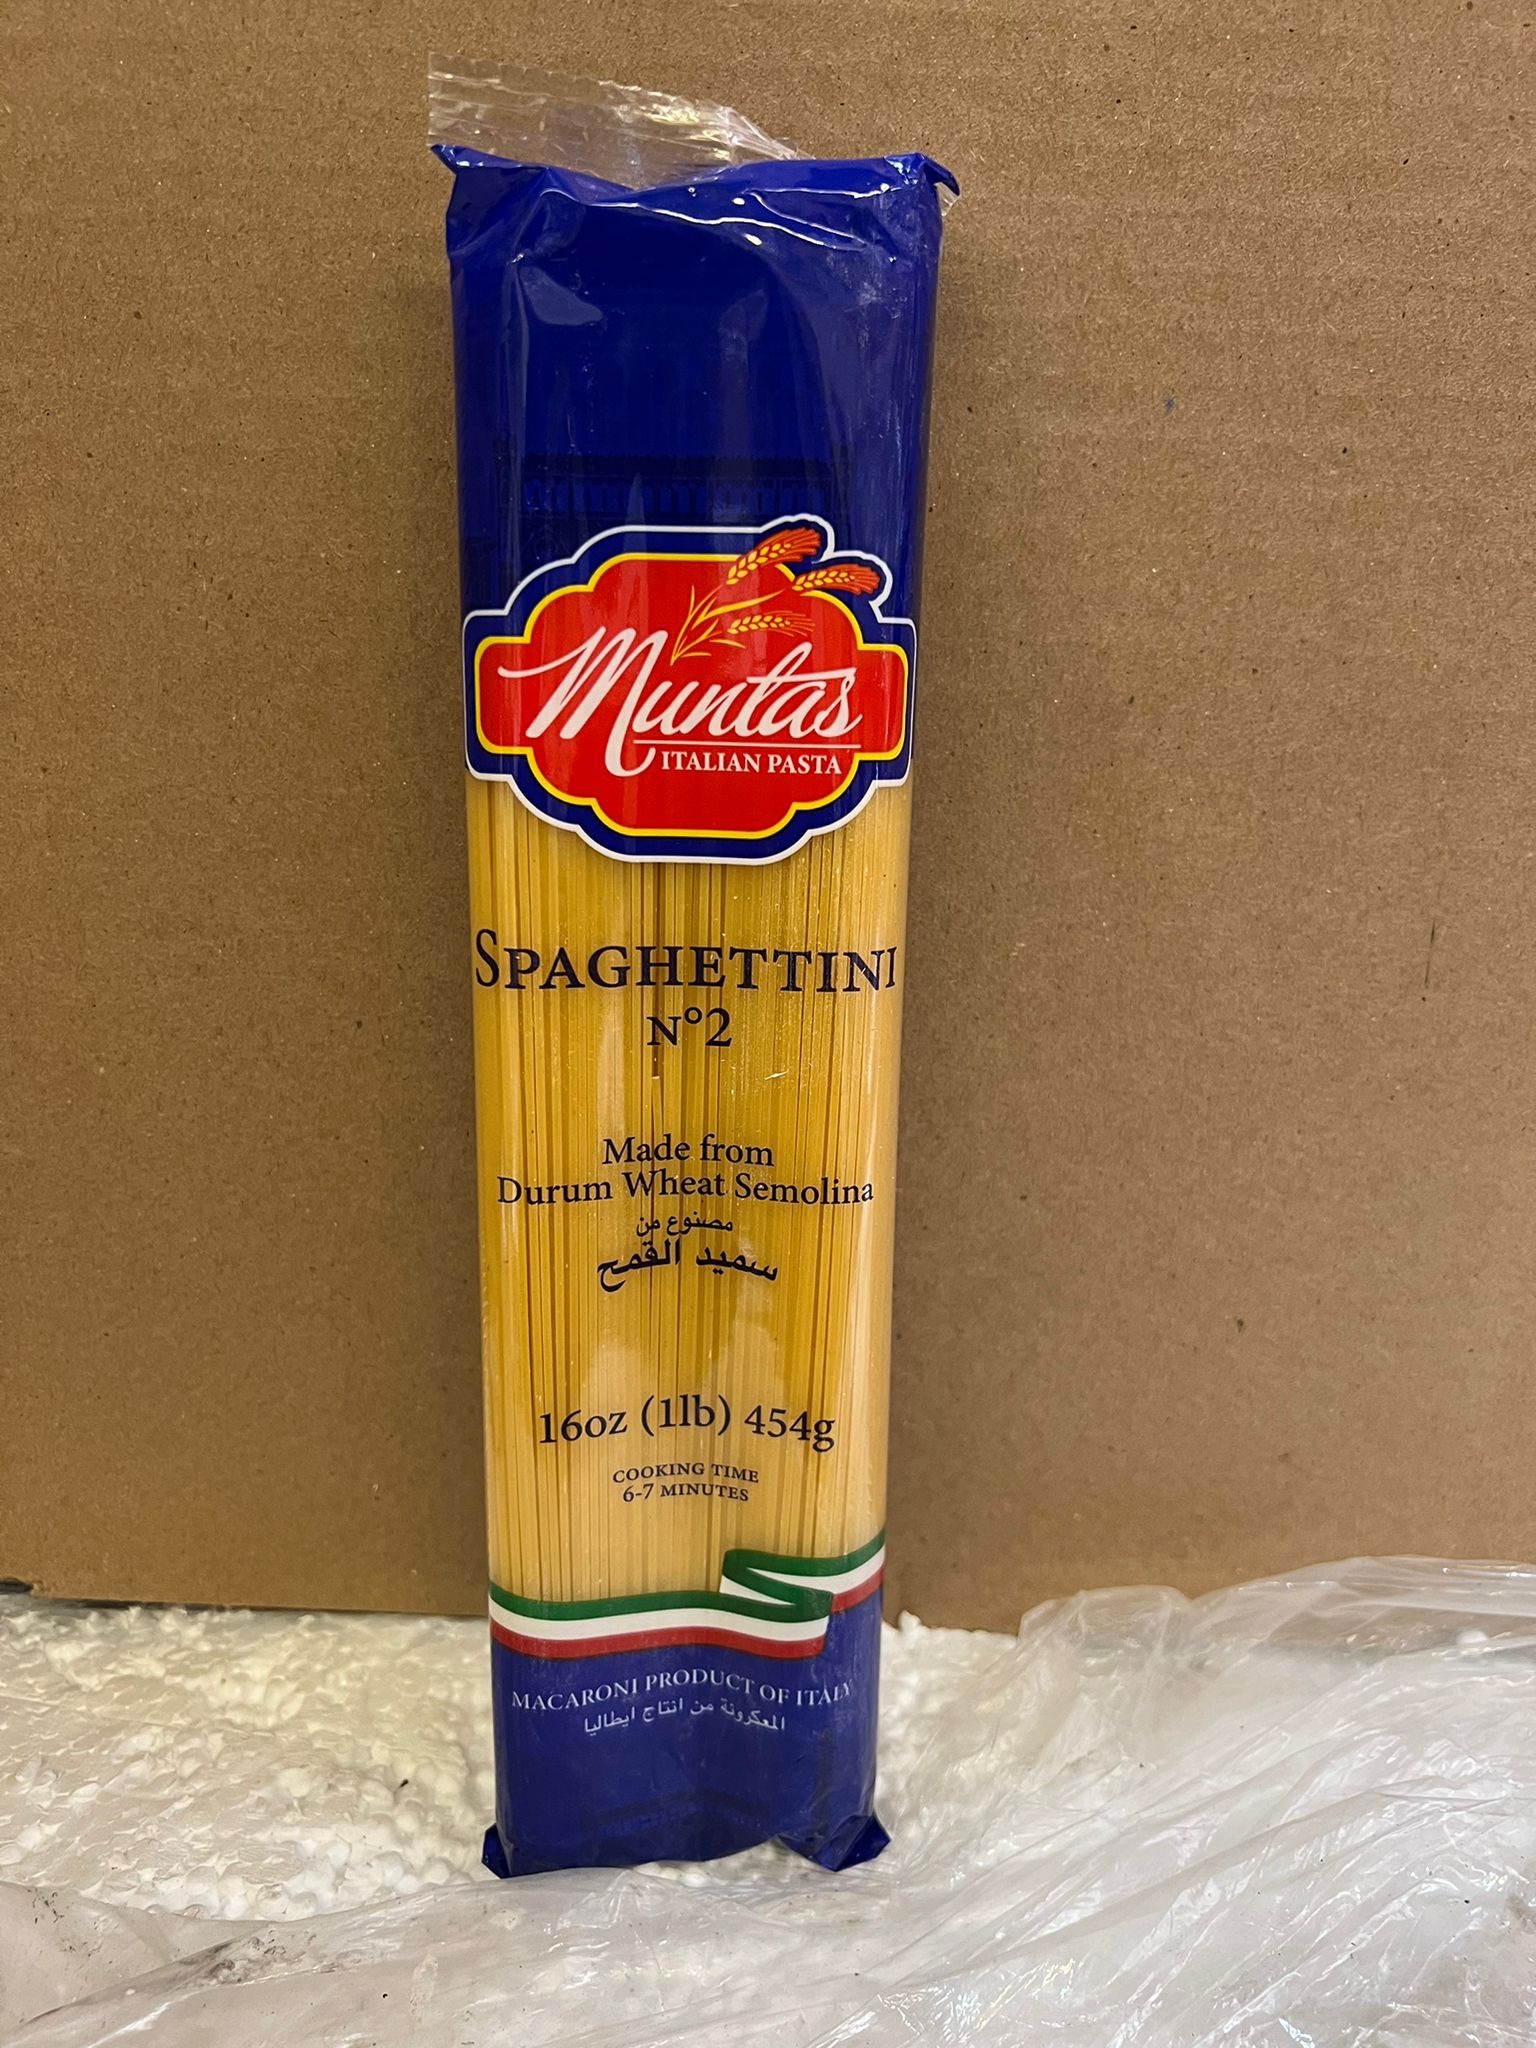 Muntas
ITALIAN PASTA
SPAGHETTINI
N°2
Made from
Durum Wheat Semolina
مصنوع من
سميد القمح
16oz (1lb) 454g
COOKING TIME
6-7 MINUTES
MACARONI PRODUCT OF ITALY
المعكرونة من انتاج ايطاليا